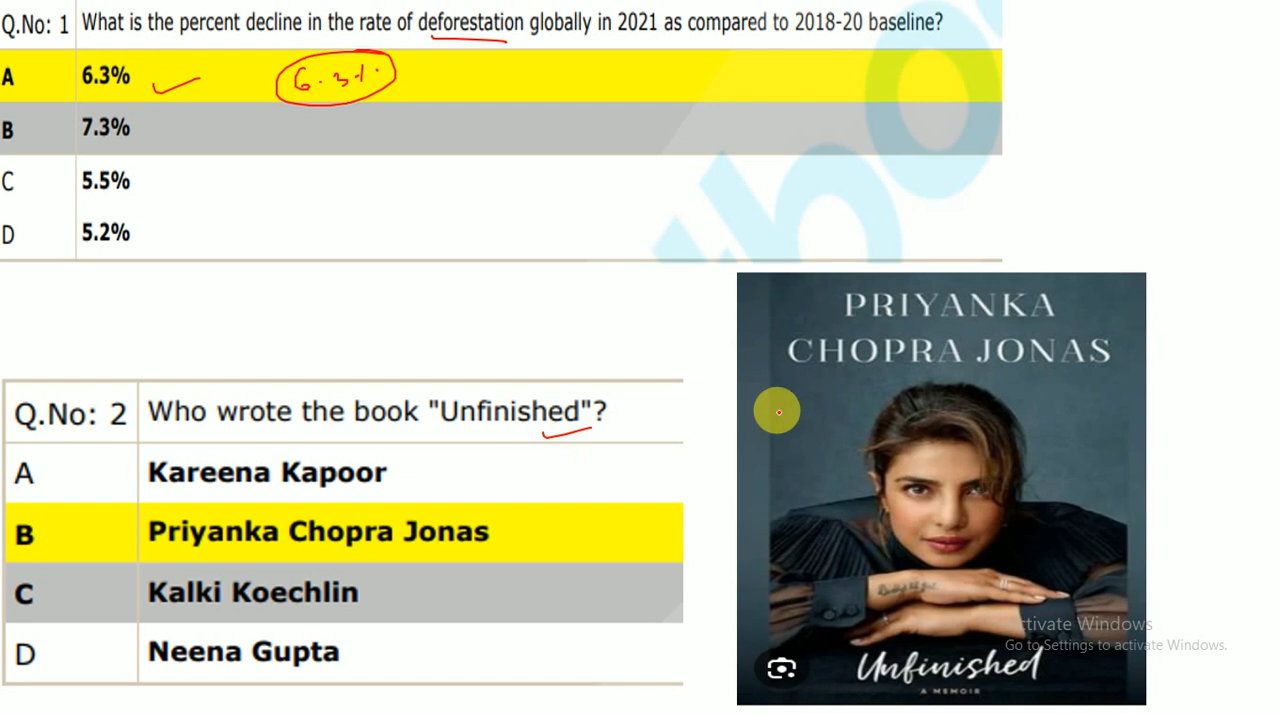 Q.No: 1 What is the percent decline in the rate of deforestation globally in 2021 as compared to 2018-20 baseline?
A 6.3% 6.3%
B 7.3%
C 5.5%
D 5.2%
Q.No: 2 Who wrote the book "Unfinished"?
A Kareena Kapoor
B Priyanka Chopra Jonas
C Kalki Koechlin
D Neena Gupta
PRIYANKA
CHOPRA JONAS
Unfinished
A MEMOIR
Activate Windows
Go to Settings to activate Windows.